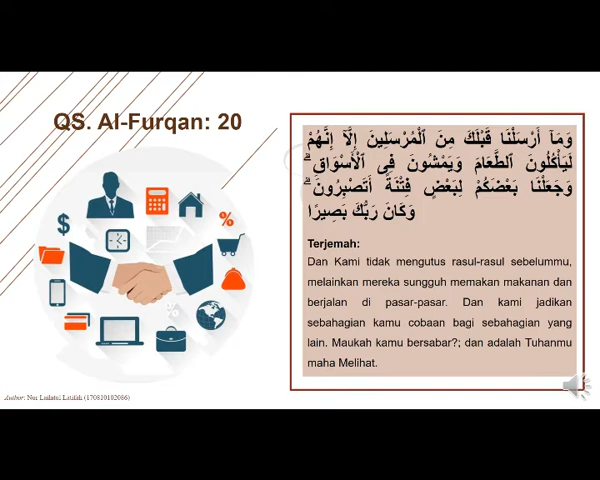 QS. Al-Furqan: 20
وَمَآ أَرْسَلْنَا قَبْلَكَ مِنَ ٱلْمُرْسَلِينَ إِلَّآ إِنَّهُمْ
لَيَأْكُلُونَ ٱلطَّعَامَ وَيَمْشُونَ فِى ٱلْأَسْوَاقِ ۗ
وَجَعَلْنَا بَعْضَكُمْ لِبَعْضٍ فِتْنَةً أَتَصْبِرُونَ ۗ
وَكَانَ رَبُّكَ بَصِيرًا
Terjemah:
Dan Kami tidak mengutus rasul-rasul sebelummu,
melainkan mereka sungguh memakan makanan dan
berjalan di pasar-pasar. Dan kami jadikan
sebahagian kamu cobaan bagi sebahagian yang
lain. Maukah kamu bersabar?; dan adalah Tuhanmu
maha Melihat.
$
%
%
Author: Nur Lailatul Latifah (170810102086)